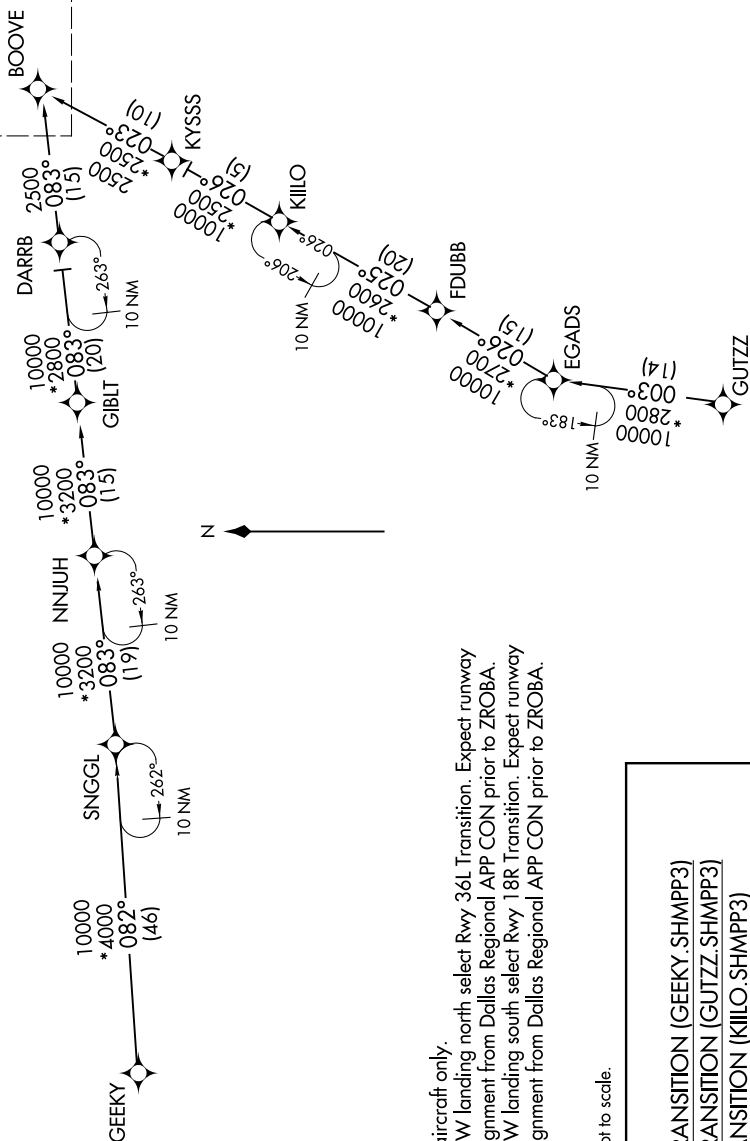 BOOVE
2500
083°
(15)
DARRB
263°
10 NM
10000
*2800
083°
(20)
GIBLT
10000
*3200
083°
(15)
NNJUH
263°
10 NM
10000
*3200
083°
(19)
SNGGL
262°
10 NM
10000
*4000
082°
(46)
GEEKY
(10)
023°
*2500
2500
KYSSS
(5)
026°
*2500
10000
KIILO
026°
206°
10 NM
(20)
025°
*2600
10000
FDUBB
(15)
026°
*2700
10000
EGADS
183°
10 NM
(14)
003°
*2800
10000
GUTZZ
N
aircraft only.
W landing north select Rwy 36L Transition. Expect runway
gnment from Dallas Regional APP CON prior to ZROBA.
W landing south select Rwy 18R Transition. Expect runway
gnment from Dallas Regional APP CON prior to ZROBA.
ot to scale.
ANSITION (GEEKY.SHMPP3)
ANSITION (GUTZZ.SHMPP3)
NSITION (KIILO.SHMPP3)